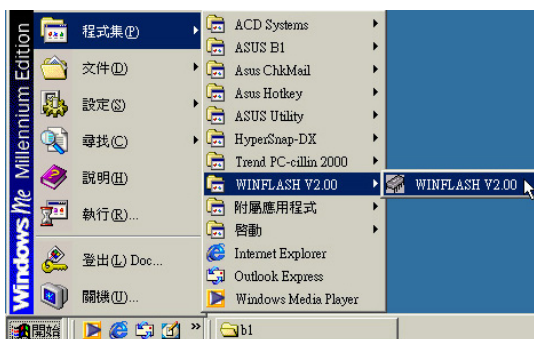 Windows Me Millennium Edition
程式集(P)
文件(D)
設定(S)
尋找(C)
說明(H)
執行(R)...
登出(L) Doc...
關機(U)...
ACD Systems
ASUS B1
Asus ChkMail
Asus Hotkey
ASUS Utility
HyperSnap-DX
Trend PC-cillin 2000
WINFLASH V2.00
附屬應用程式
啓動
Internet Explorer
Outlook Express
Windows Media Player
WINFLASH V2.00
開始
»
b1